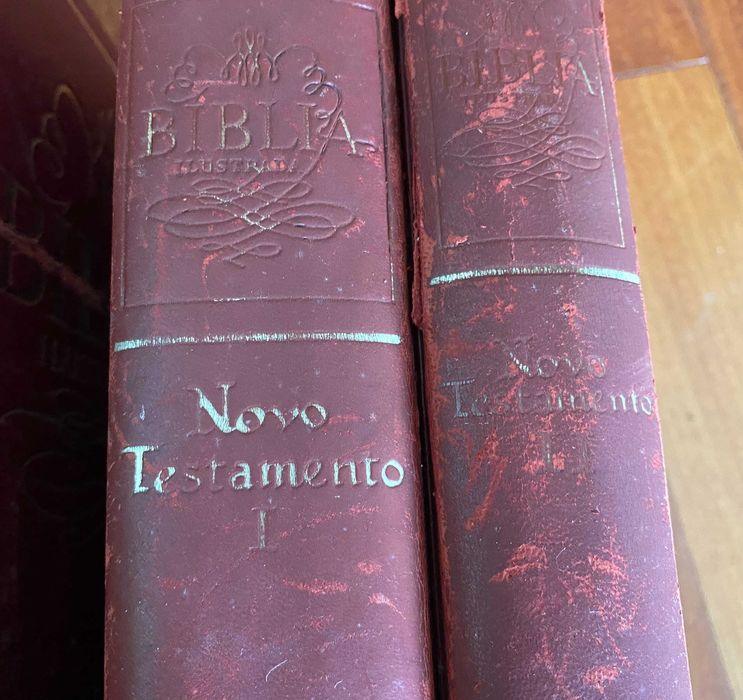 BIBLIA
ILUSTRADA
Novo
Testamento
I
BIBLIA
Novo
Testamento